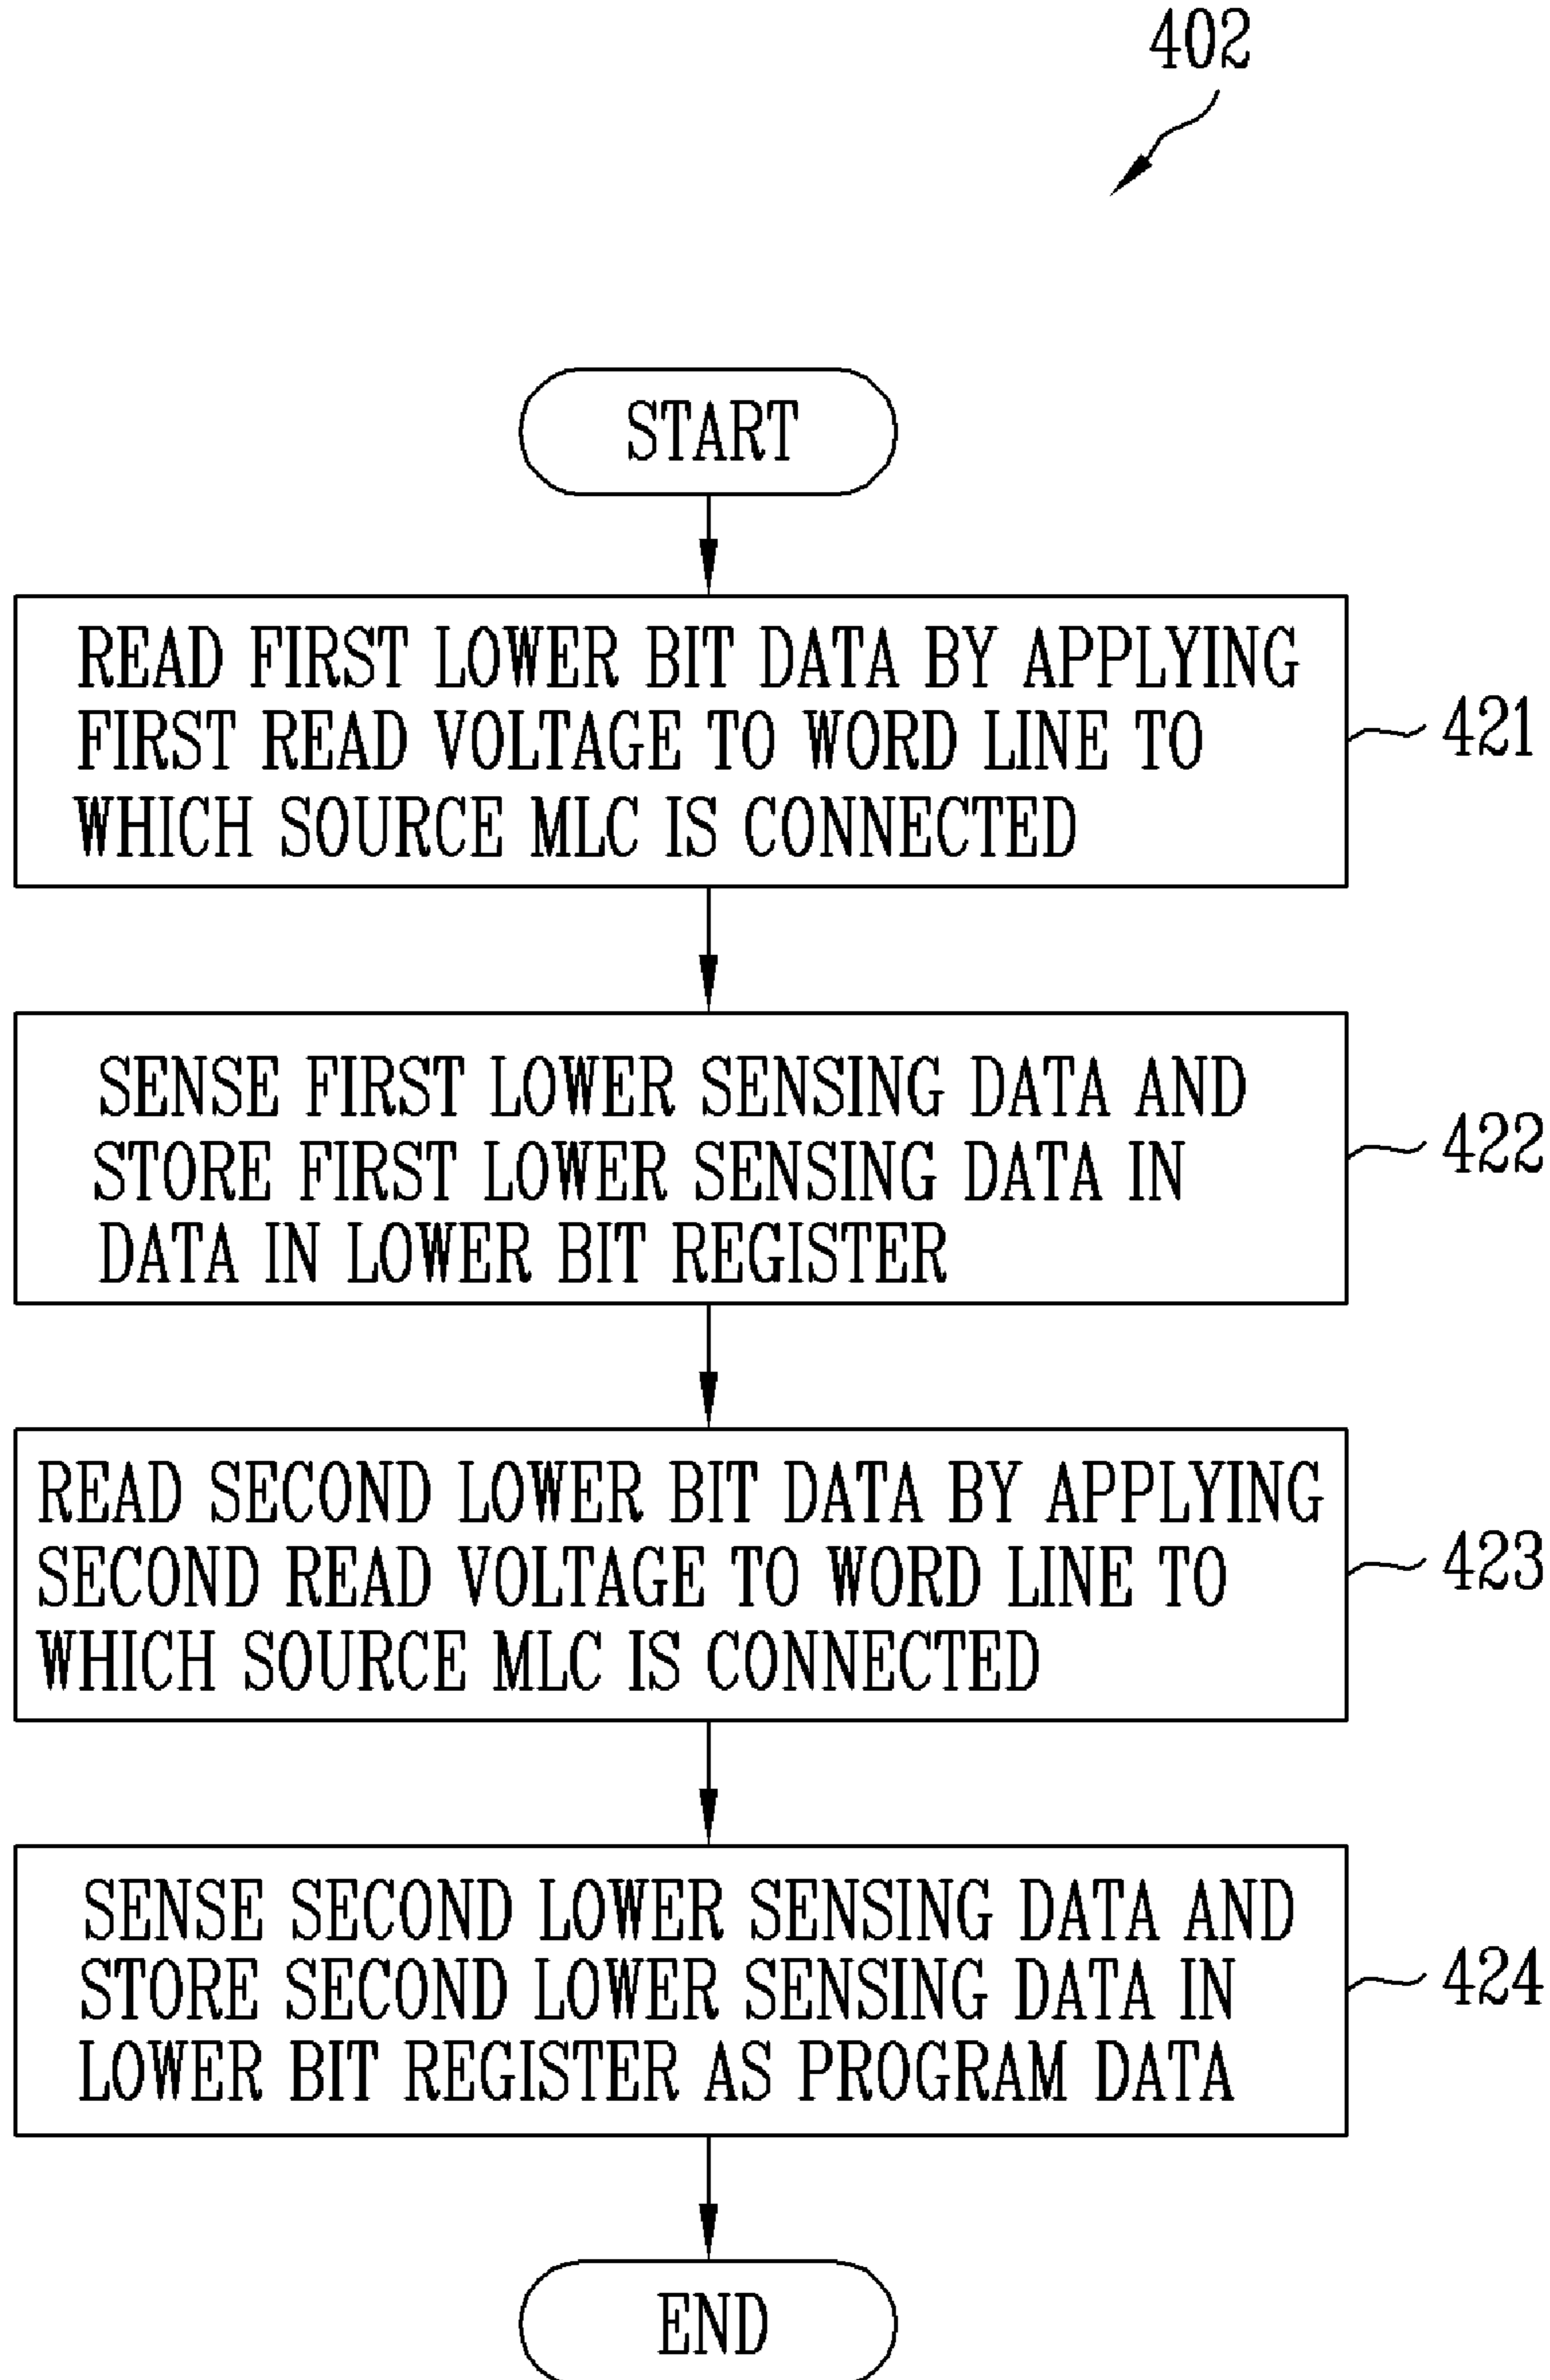 402
START
READ FIRST LOWER BIT DATA BY APPLYING
FIRST READ VOLTAGE TO WORD LINE TO
WHICH SOURCE MLC IS CONNECTED
421
SENSE FIRST LOWER SENSING DATA AND
STORE FIRST LOWER SENSING DATA IN
DATA IN LOWER BIT REGISTER
422
READ SECOND LOWER BIT DATA BY APPLYING
SECOND READ VOLTAGE TO WORD LINE TO
WHICH SOURCE MLC IS CONNECTED
423
SENSE SECOND LOWER SENSING DATA AND
STORE SECOND LOWER SENSING DATA IN
LOWER BIT REGISTER AS PROGRAM DATA
424
END